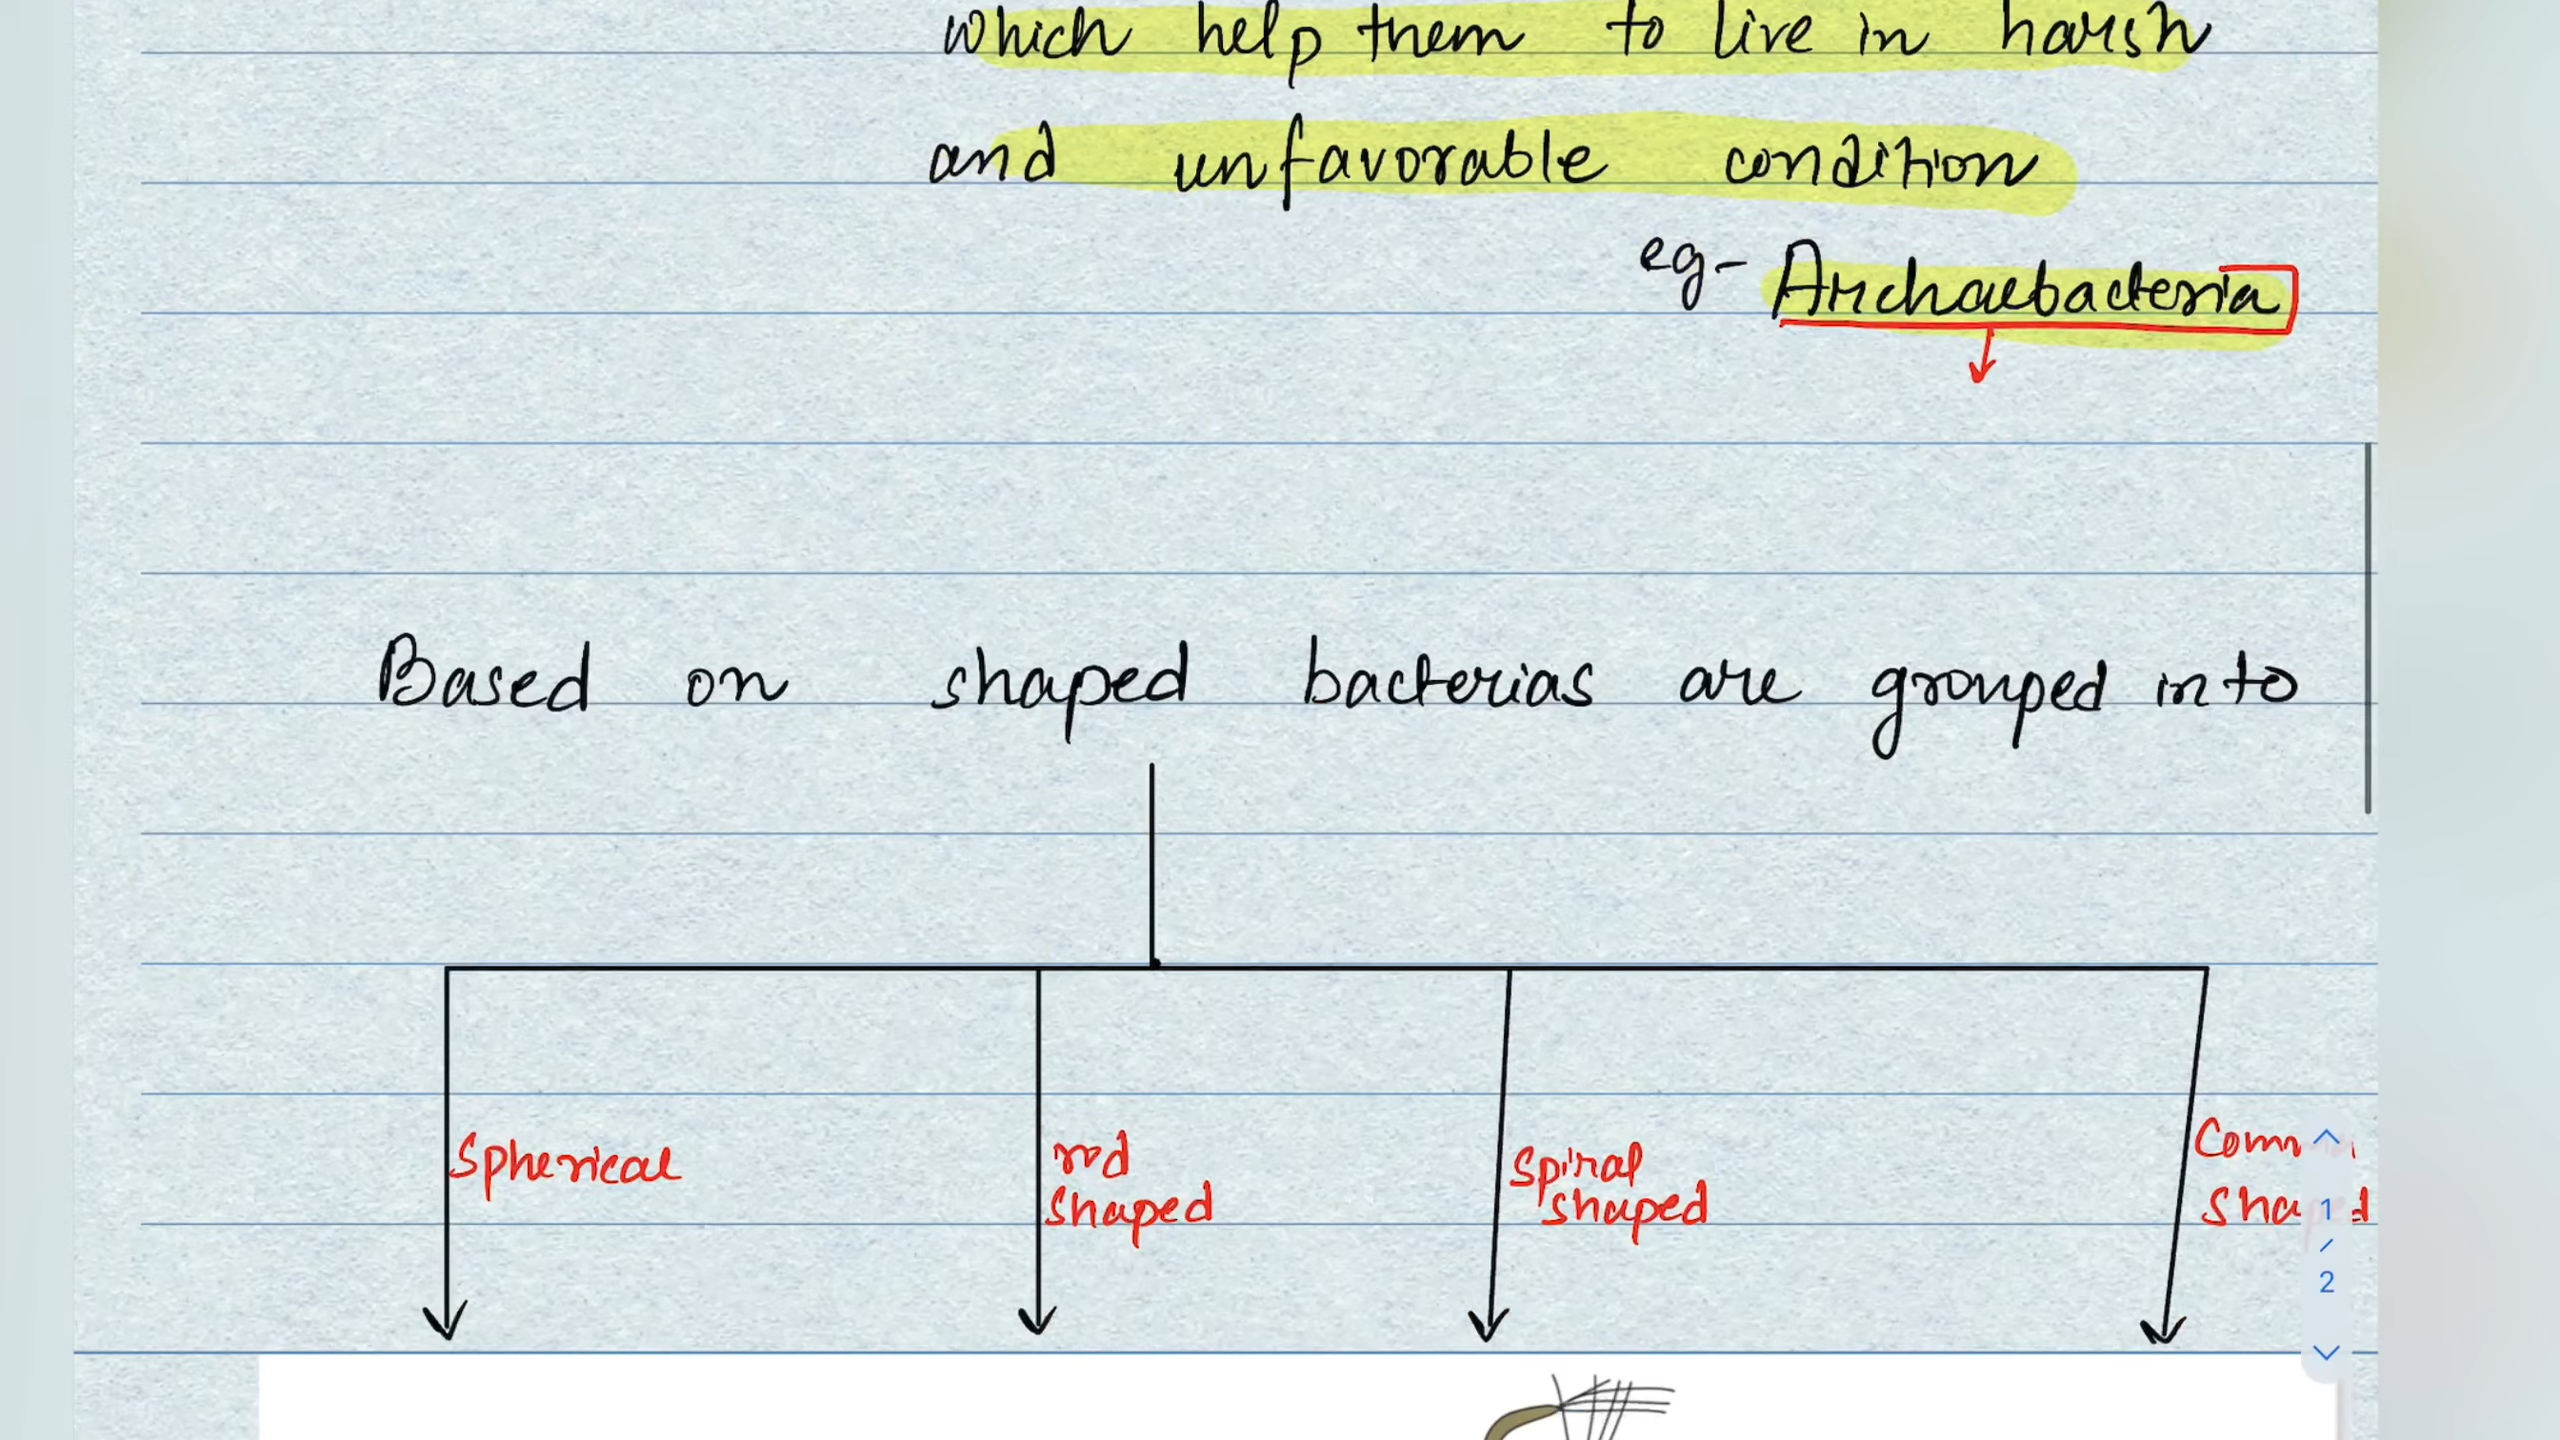 which help them to live in harsh
and unfavorable condition
eg- Archaebacteria
Based on shaped bacterias are grouped into
Spherical
rod
shaped
Spiral
shaped
1
/
2